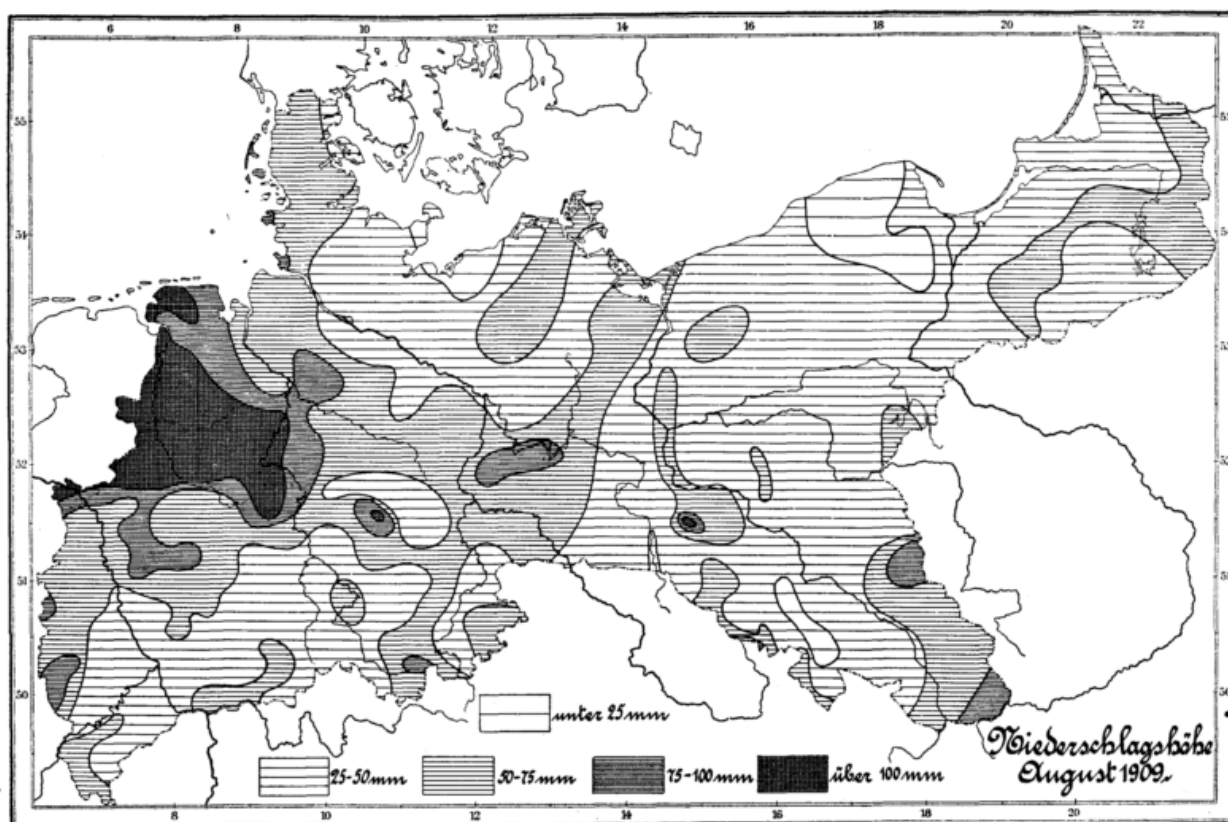 6 8 10 12 14 16 18 20 22
55
54 54
53
52
51 51
50
unter 25 mm
25-50 mm 50-75 mm 75-100 mm über 100 mm
Niederschlagshöhe
August 1909.
8 10 12 14 16 18 20